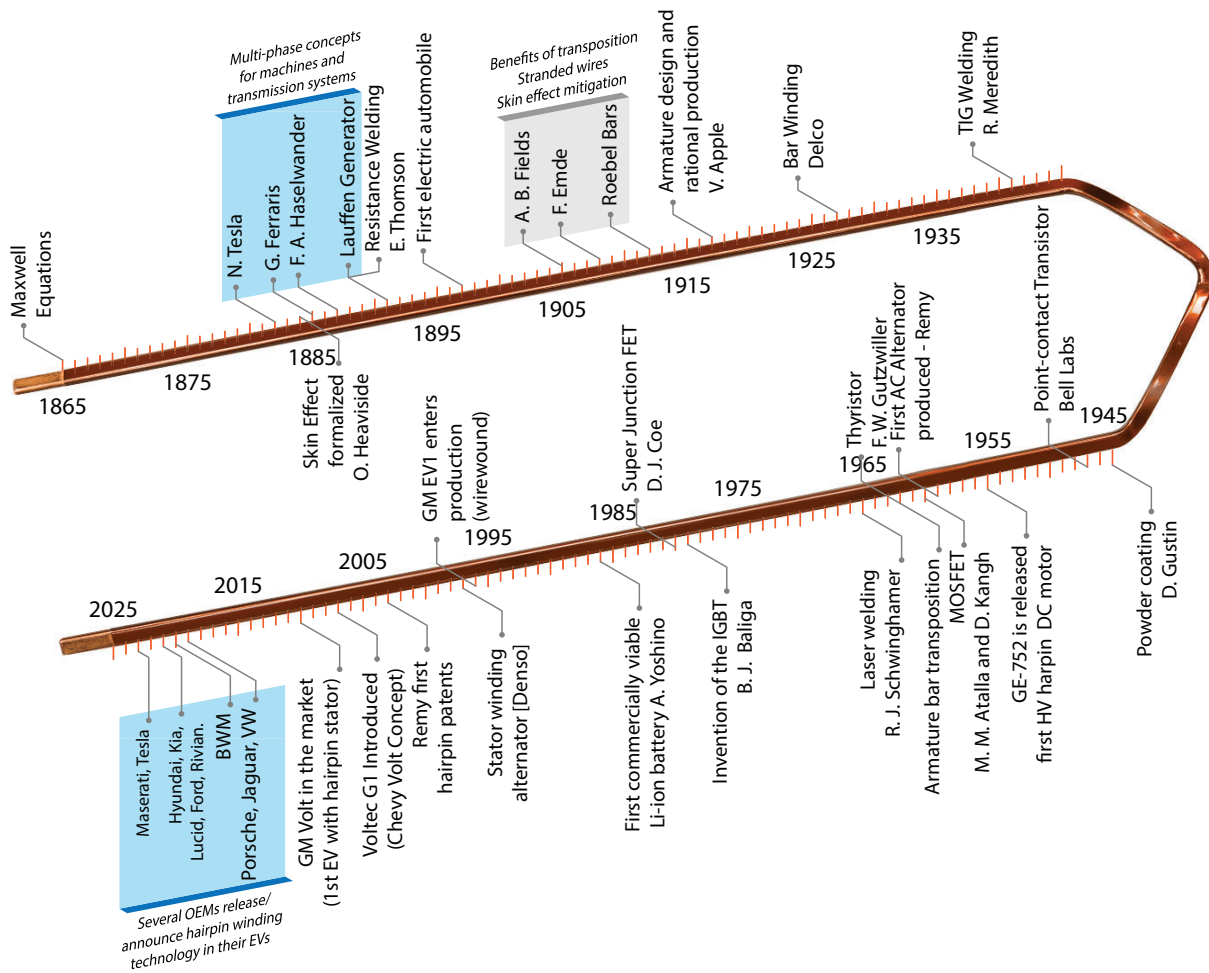 Multi-phase concepts
for machines and
transmission systems
Benefits of transposition
Stranded wires
Skin effect mitigation
Maxwell
Equations
N. Tesla
G. Ferraris
F. A. Haselwander
Lauffen Generator
Resistance Welding
E. Thomson
First electric automobile
A. B. Fields
F. Emde
Roebel Bars
Armature design and
rational production
V. Apple
Bar Winding
Delco
TIG Welding
R. Meredith
1865
1875
1885
1895
1905
1915
1925
1935
Skin Effect
formalized
O. Heaviside
GM EV1 enters
production
(wirewound)
Super Junction FET
D. J. Coe
Thyristor
F. W. Gutzwiller
First AC Alternator
produced - Remy
Point-contact Transistor
Bell Labs
1945
1955
1965
1975
1985
1995
2005
2015
2025
Maserati, Tesla
Hyundai, Kia,
Lucid, Ford, Rivian.
BWM
Porsche, Jaguar, VW
GM Volt in the market
(1st EV with hairpin stator)
Voltec G1 Introduced
(Chevy Volt Concept)
Remy first
hairpin patents
Stator winding
alternator [Denso]
First commercially viable
Li-ion battery A. Yoshino
Invention of the IGBT
B. J. Baliga
Laser welding
R. J. Schwinghamer
Armature bar transposition
MOSFET
M. M. Atalla and D. Kangh
GE-752 is released
first HV harpin DC motor
Powder coating
D. Gustin
Several OEMs release/
announce hairpin winding
technology in their EVs